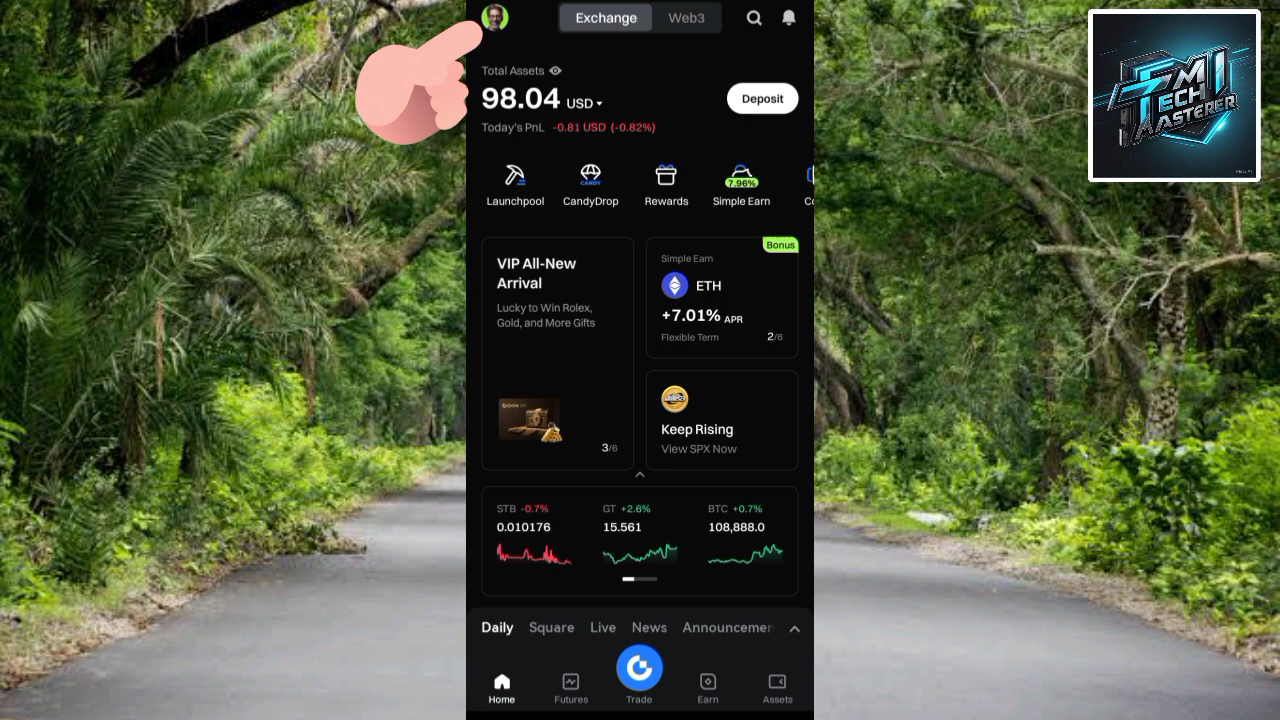 Exchange
Web3
TMI
TECH
MASTERER
Total Assets
98.04 USD
Deposit
Today's PnL -0.81 USD (-0.82%)
CANDY
7.96%
Launchpool
CandyDrop
Rewards
Simple Earn
Co
VIP All-New
Arrival
Lucky to Win Rolex,
Gold, and More Gifts
3/6
Bonus
Simple Earn
ETH
+7.01% APR
Flexible Term
2/6
Keep Rising
View SPX Now
STB -0.7%
0.010176
GT +2.6%
15.561
BTC +0.7%
108,888.0
Daily
Square
Live
News
Announcemen
Home
Futures
Trade
Earn
Assets